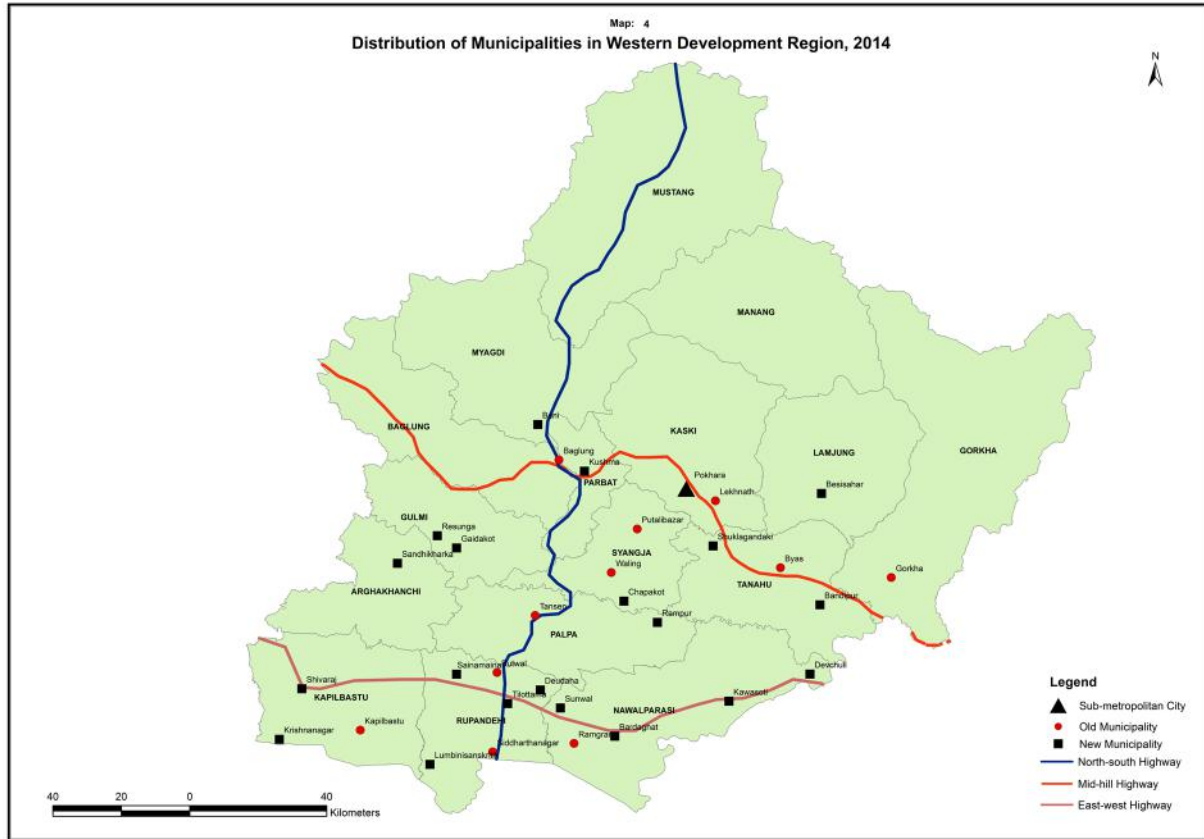 Map: 4
Distribution of Municipalities in Western Development Region, 2014
N
MUSTANG
MANANG
MYAGDI
Beni
BAGLUNG
KASKI
GORKHA
LAMJUNG
Baglung
Kushma
PARBAT
Pokhara
Lekhnath
Besisahar
GULMI
Resunga
Gaidakot
Sandhikharka
Putalibazar
SYANGJA
Waling
Shuklagandaki
Byas
Gorkha
TANAHU
ARGHAKHANCHI
Chapakot
Bandipur
Tansen
Rampur
PALPA
Sainamaina
Butwal
Devchuli
Shivaraj
Deudaha
KAPILBASTU
Tilottama
Sunwal
NAWALPARASI
Kawasoti
Kapilbastu
RUPANDEHI
Krishnanagar
Siddharthanagar
Ramgram
Bardaghat
Lumbinisanskritik
Legend
Sub-metropolitan City
Old Municipality
New Municipality
North-south Highway
Mid-hill Highway
East-west Highway
40 20 0 40
Kilometers